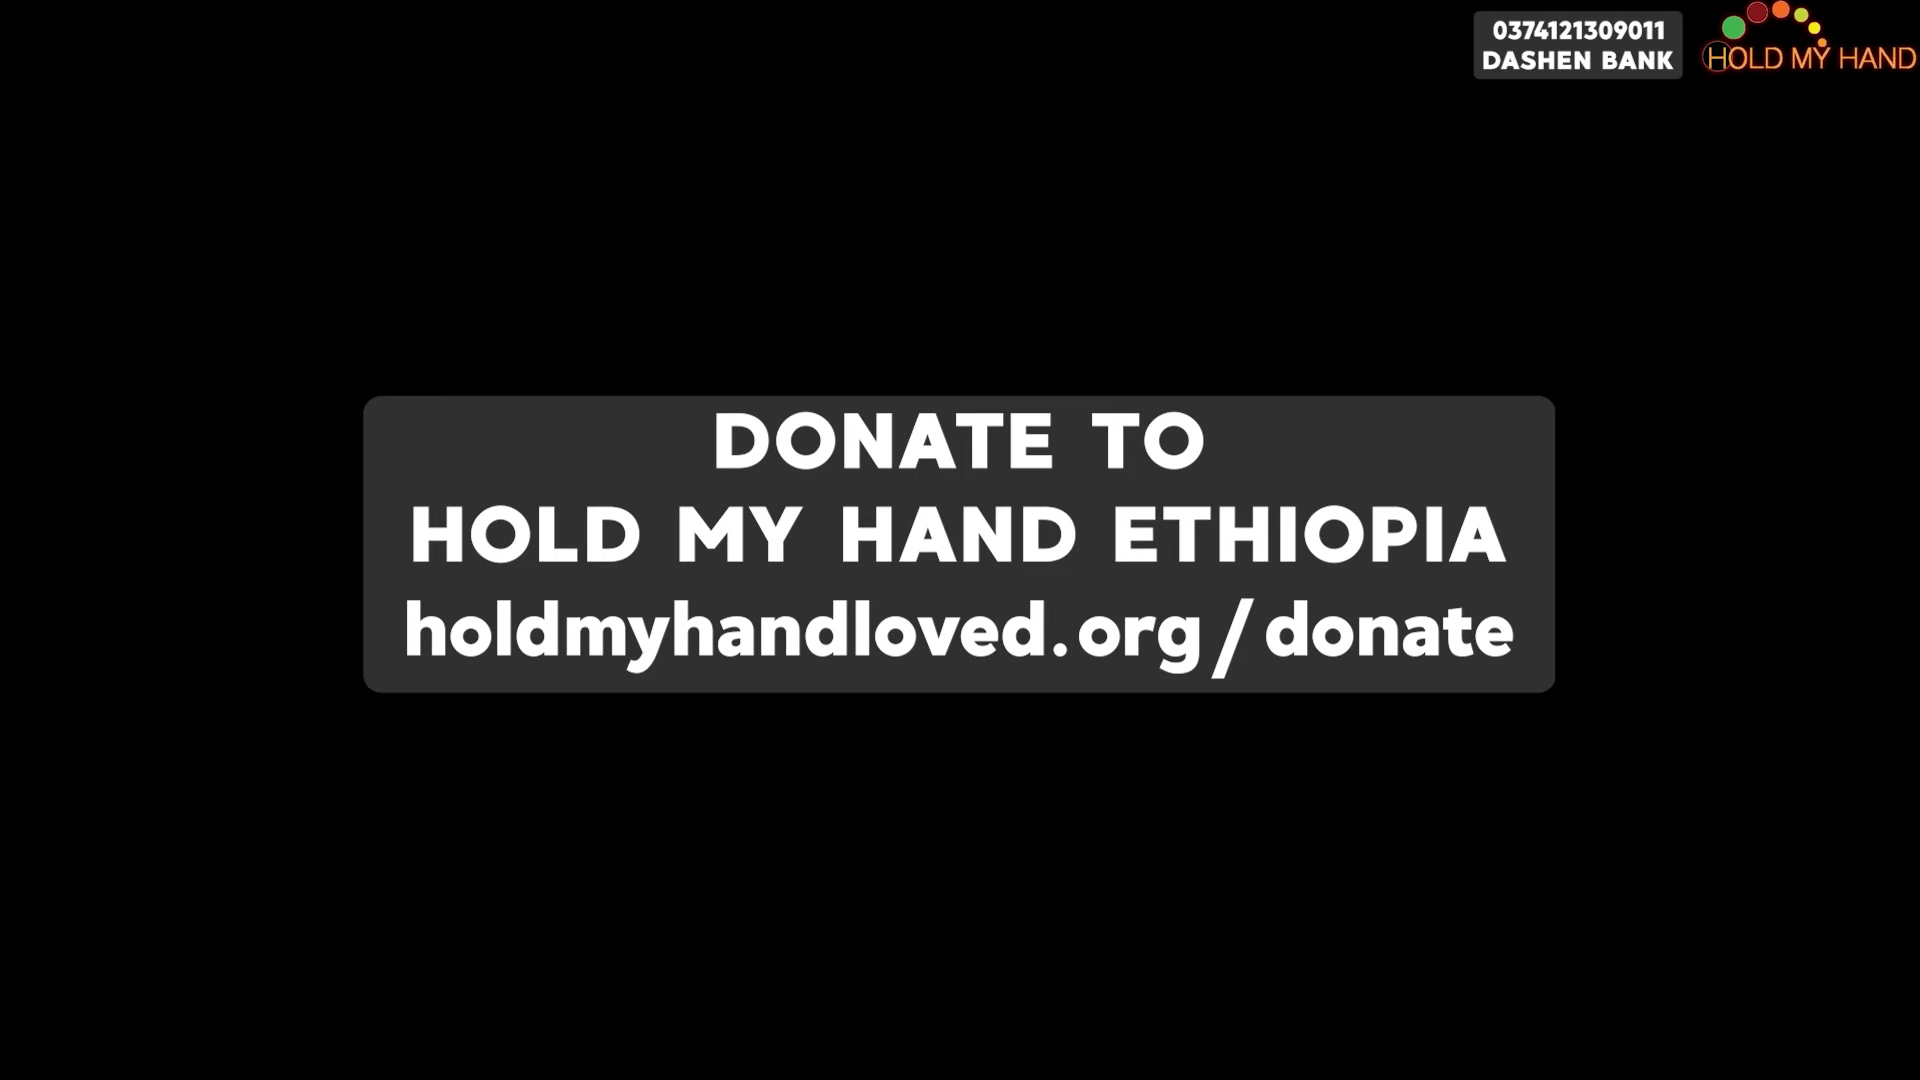 0374121309011
DASHEN BANK
HOLD MY HAND
DONATE TO
HOLD MY HAND ETHIOPIA
holdmyhandloved.org/donate